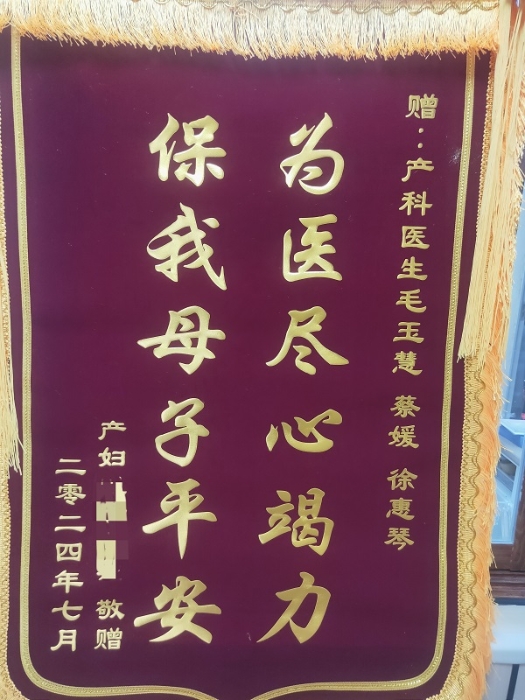 赠：产科医生毛玉慧 蔡媛 徐惠琴
为医尽心竭力
保我母子平安
产妇 敬赠
二零二四年七月